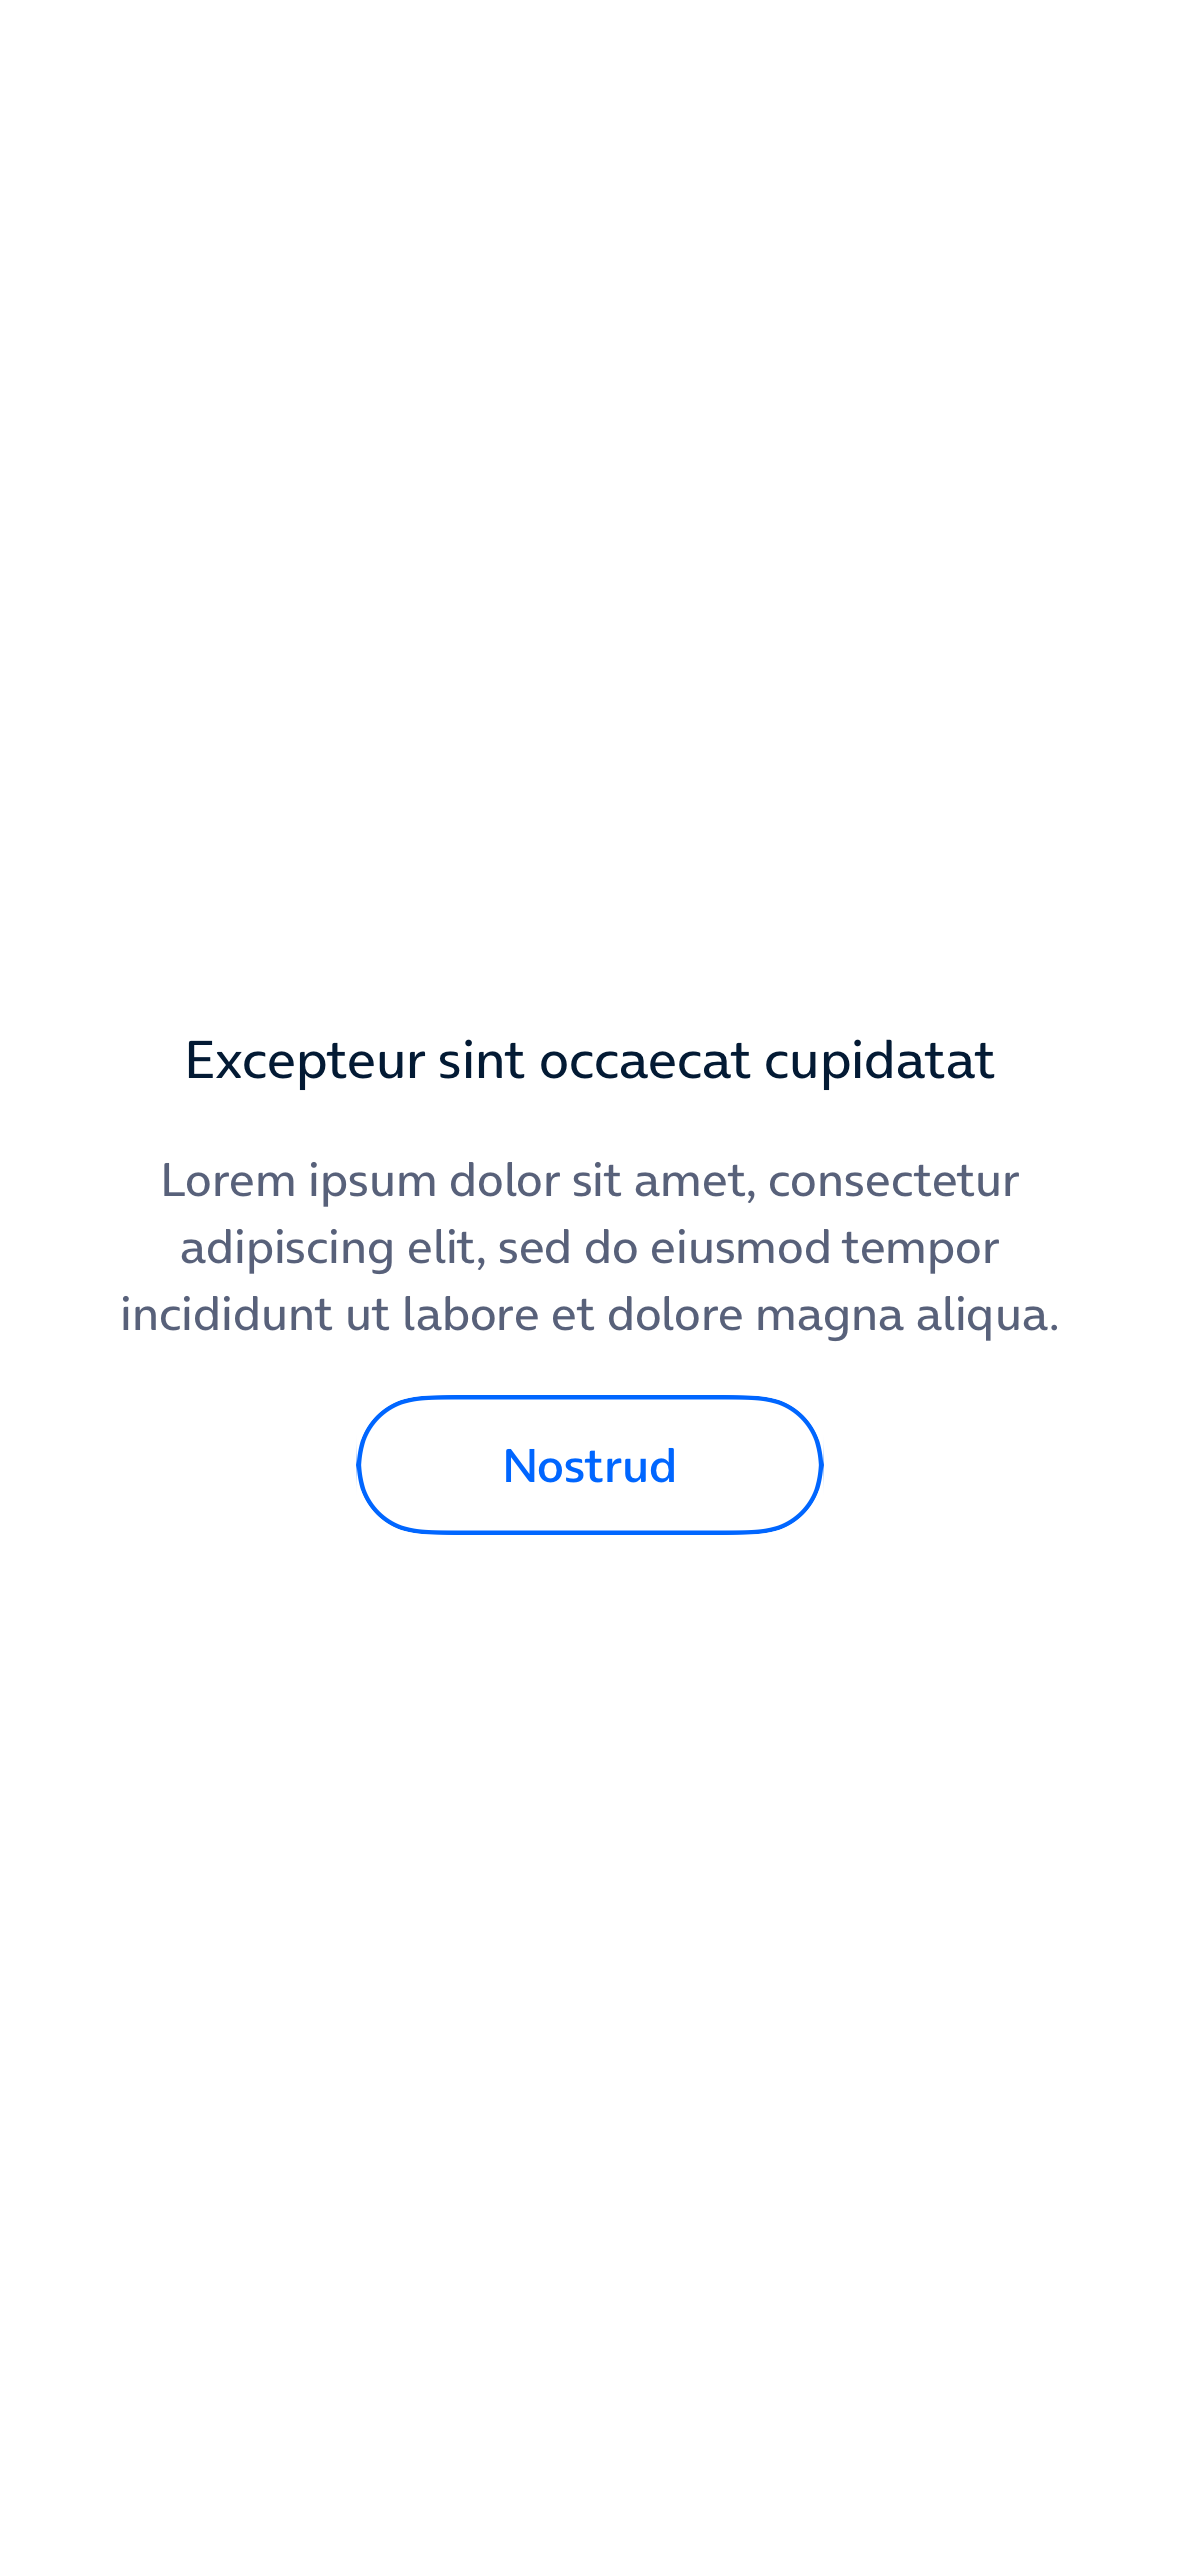 Excepteur sint occaecat cupidatat
Lorem ipsum dolor sit amet, consectetur
adipiscing elit, sed do eiusmod tempor
incididunt ut labore et dolore magna aliqua.
Nostrud